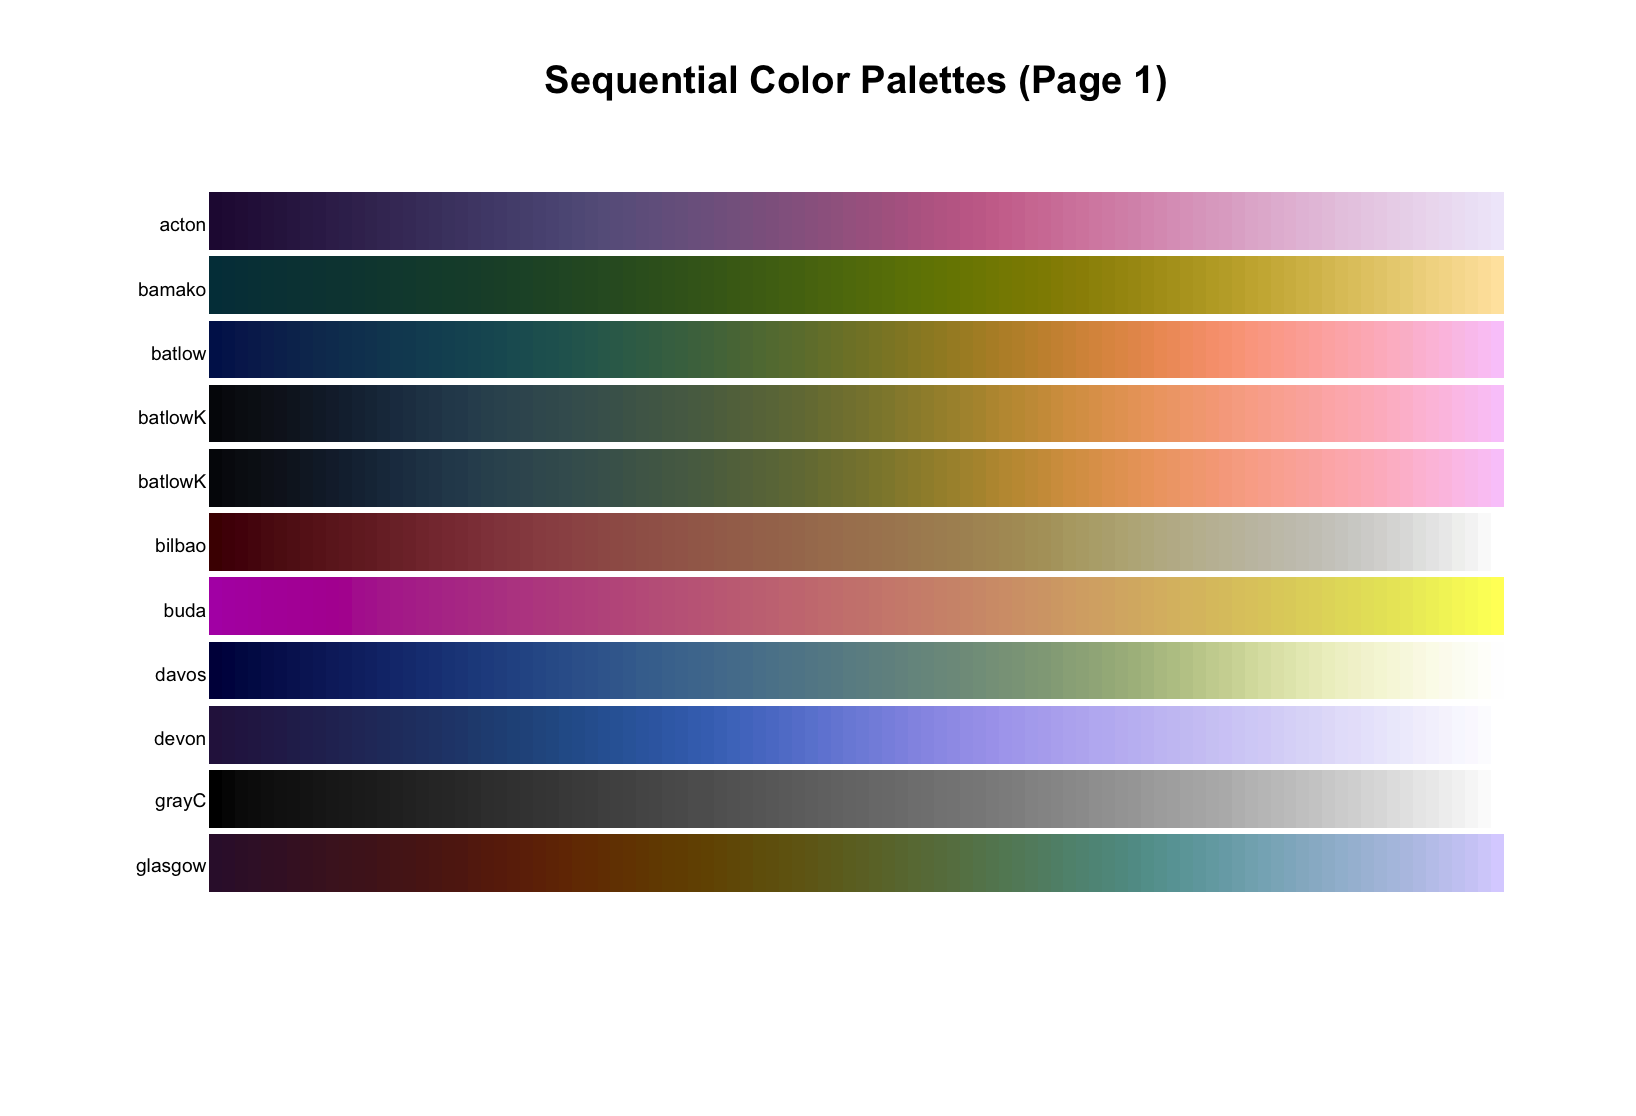 Sequential Color Palettes (Page 1)
acton
bamako
batlow
batlowK
batlowK
bilbao
buda
davos
devon
grayC
glasgow